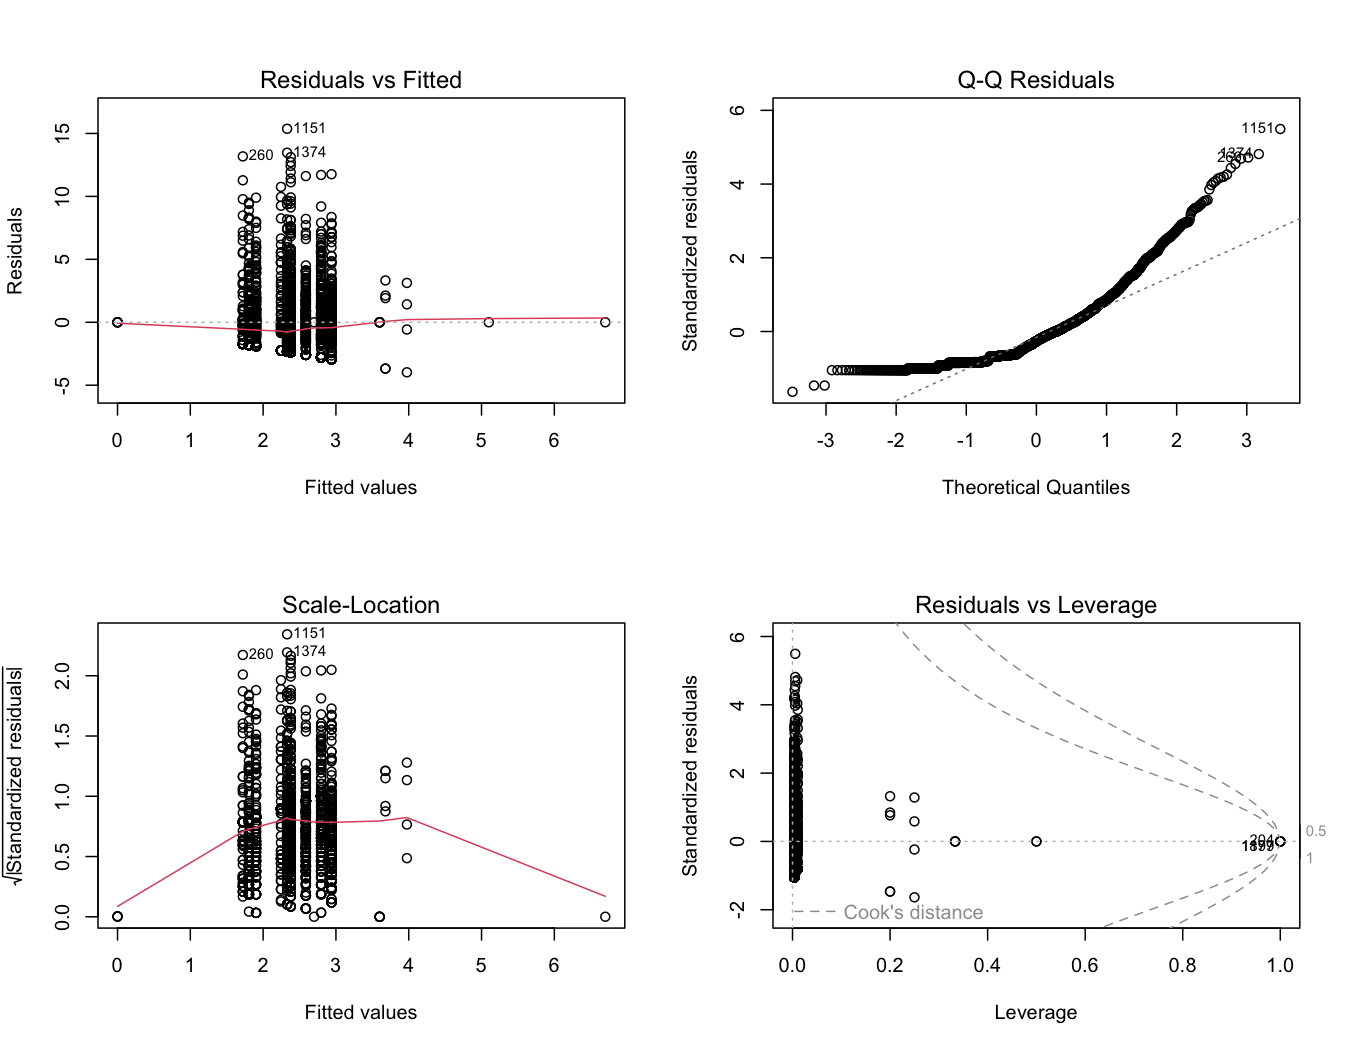 Residuals vs Fitted
Residuals
15
10
5
0
-5
1151
1374
260
0 1 2 3 4 5 6
Fitted values
Q-Q Residuals
Standardized residuals
6
4
2
0
1151
1374
260
-3 -2 -1 0 1 2 3
Theoretical Quantiles
Scale-Location
√|Standardized residuals|
2.0
1.5
1.0
0.5
0.0
1151
1374
260
0 1 2 3 4 5 6
Fitted values
Residuals vs Leverage
Standardized residuals
6
4
2
0
-2
0.5
1
Cook's distance
0.0 0.2 0.4 0.6 0.8 1.0
Leverage